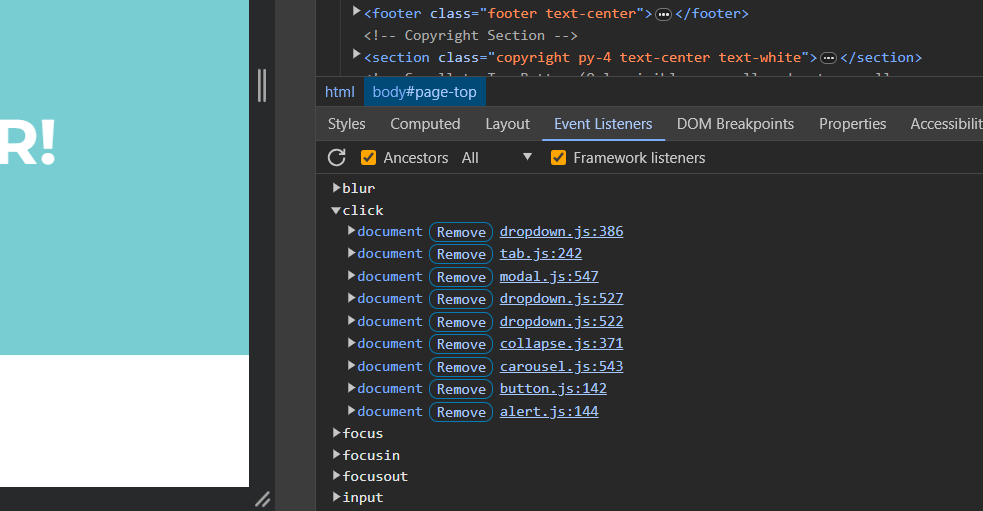 <footer class="footer text-center">…</footer>
<!-- Copyright Section -->
<section class="copyright py-4 text-center text-white">…</section>
R!
html body#page-top
Styles Computed Layout Event Listeners DOM Breakpoints Properties Accessibilit
Ancestors All Framework listeners
blur
click
document Remove dropdown.js:386
document Remove tab.js:242
document Remove modal.js:547
document Remove dropdown.js:527
document Remove dropdown.js:522
document Remove collapse.js:371
document Remove carousel.js:543
document Remove button.js:142
document Remove alert.js:144
focus
focusin
focusout
input